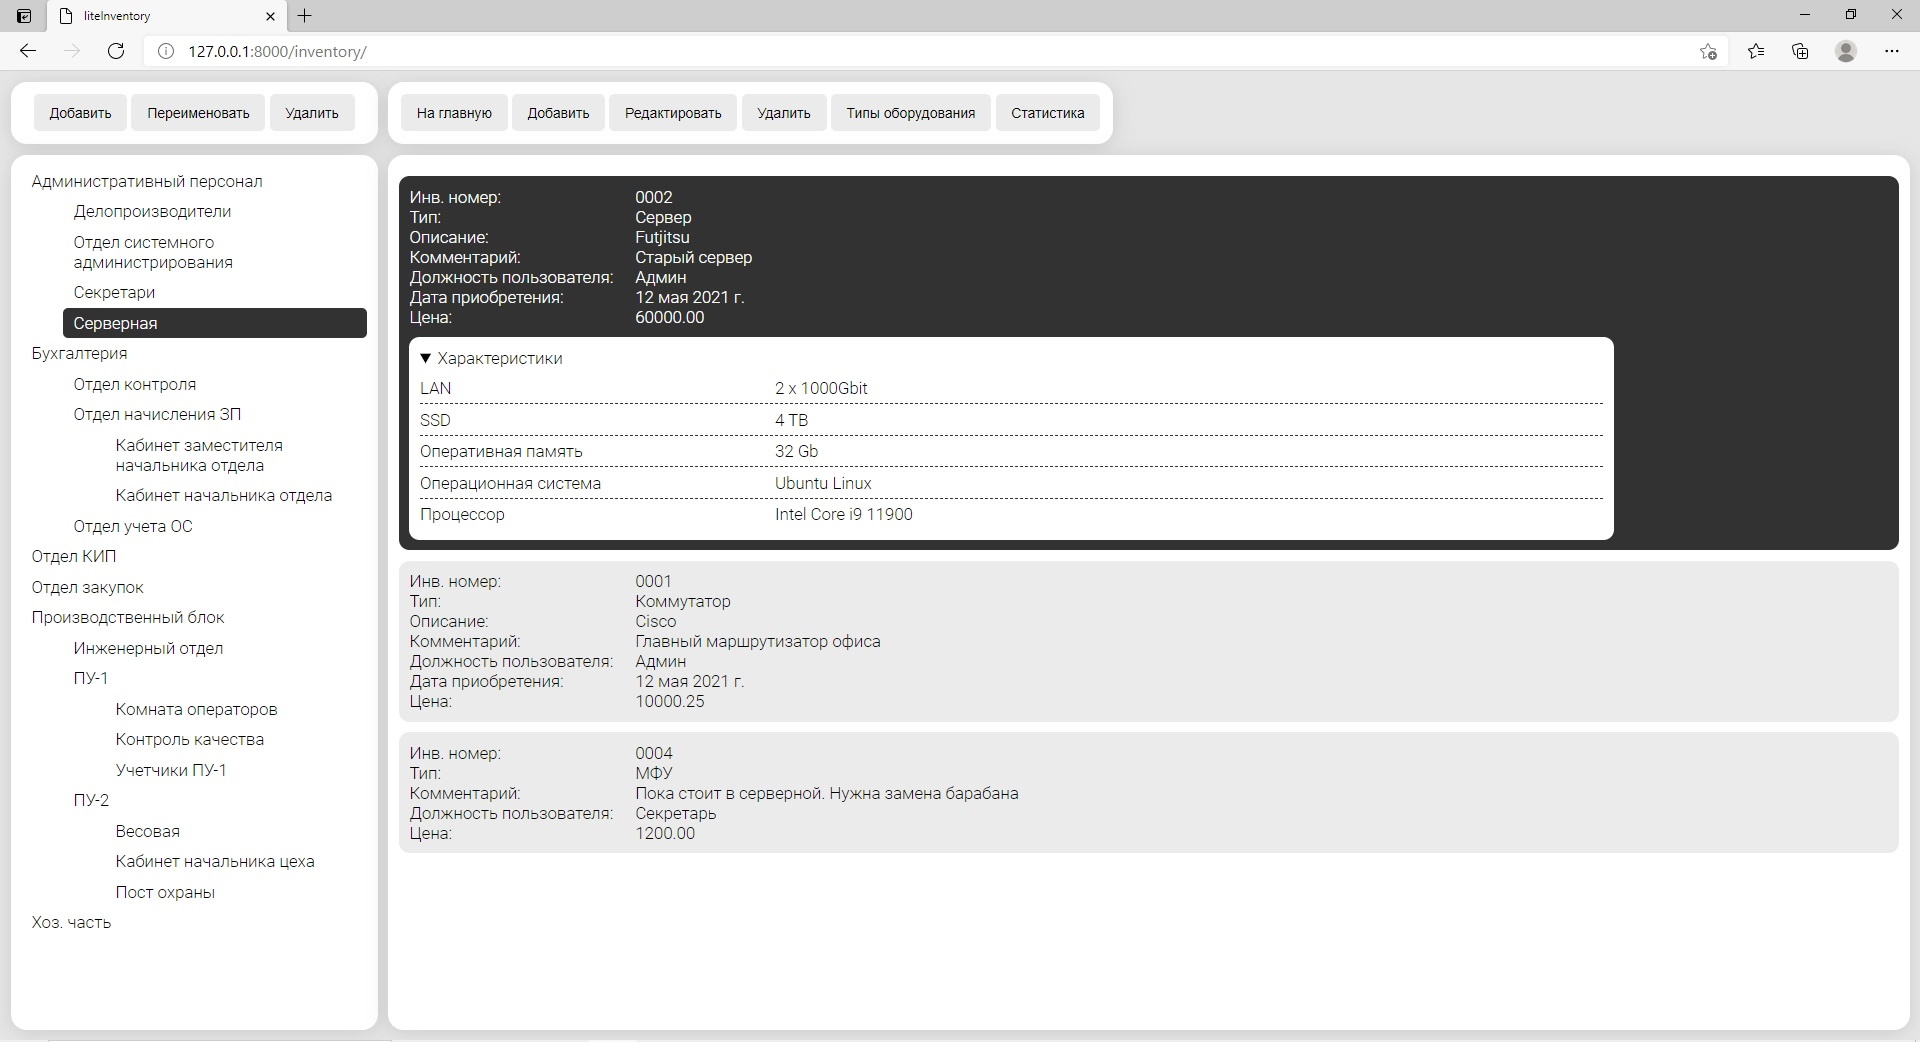 liteInventory
127.0.0.1:8000/inventory/
Добавить
Переименовать
Удалить
На главную
Добавить
Редактировать
Удалить
Типы оборудования
Статистика
Административный персонал
Делопроизводители
Отдел системного
администрирования
Секретари
Серверная
Бухгалтерия
Отдел контроля
Отдел начисления ЗП
Кабинет заместителя
начальника отдела
Кабинет начальника отдела
Отдел учета ОС
Отдел КИП
Отдел закупок
Производственный блок
Инженерный отдел
ПУ-1
Комната операторов
Контроль качества
Учетчики ПУ-1
ПУ-2
Весовая
Кабинет начальника цеха
Пост охраны
Хоз. часть
Инв. номер: 0002
Тип: Сервер
Описание: Futjitsu
Комментарий: Старый сервер
Должность пользователя: Админ
Дата приобретения: 12 мая 2021 г.
Цена: 60000.00
▼ Характеристики
LAN 2 x 1000Gbit
SSD 4 TB
Оперативная память 32 Gb
Операционная система Ubuntu Linux
Процессор Intel Core i9 11900
Инв. номер: 0001
Тип: Коммутатор
Описание: Cisco
Комментарий: Главный маршрутизатор офиса
Должность пользователя: Админ
Дата приобретения: 12 мая 2021 г.
Цена: 10000.25
Инв. номер: 0004
Тип: МФУ
Комментарий: Пока стоит в серверной. Нужна замена барабана
Должность пользователя: Секретарь
Цена: 1200.00